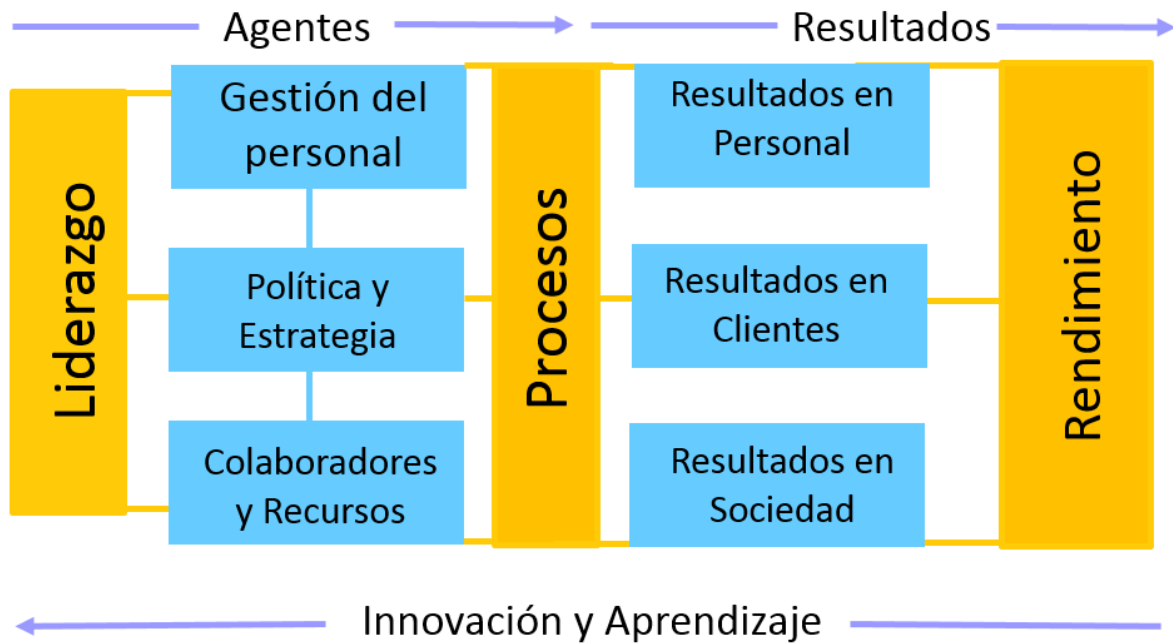 Agentes
Resultados
Liderazgo
Gestión del
personal
Política y
Estrategia
Colaboradores
y Recursos
Procesos
Resultados en
Personal
Resultados en
Clientes
Resultados en
Sociedad
Rendimiento
Innovación y Aprendizaje